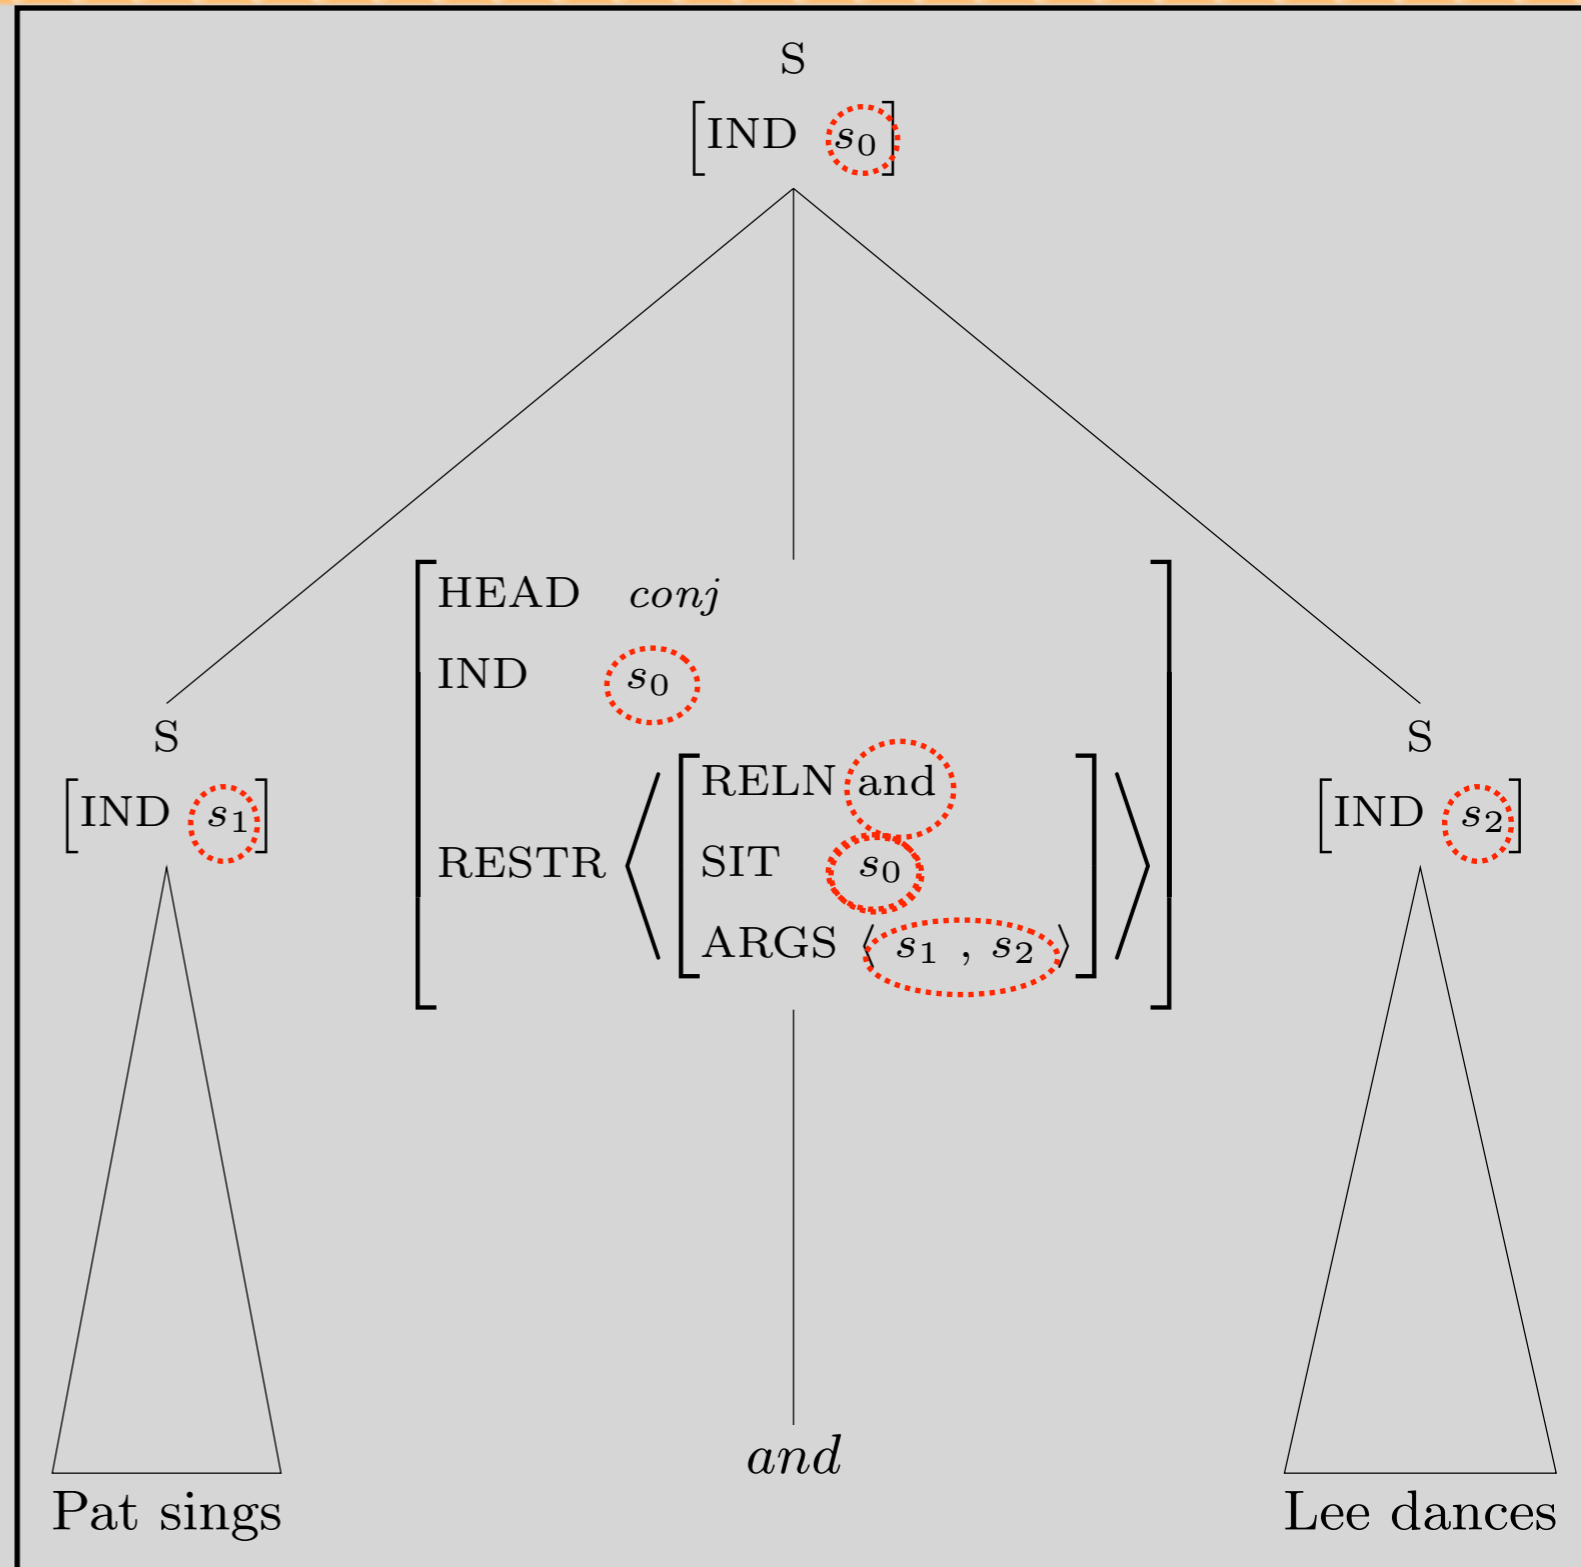 S
[IND s₀]
HEAD conj
IND s₀
S
S
RELN and
[IND s₁]
[IND s₂]
RESTR ⟨ SIT s₀ ⟩
ARGS ⟨ s₁ , s₂ ⟩
and
Pat sings
Lee dances